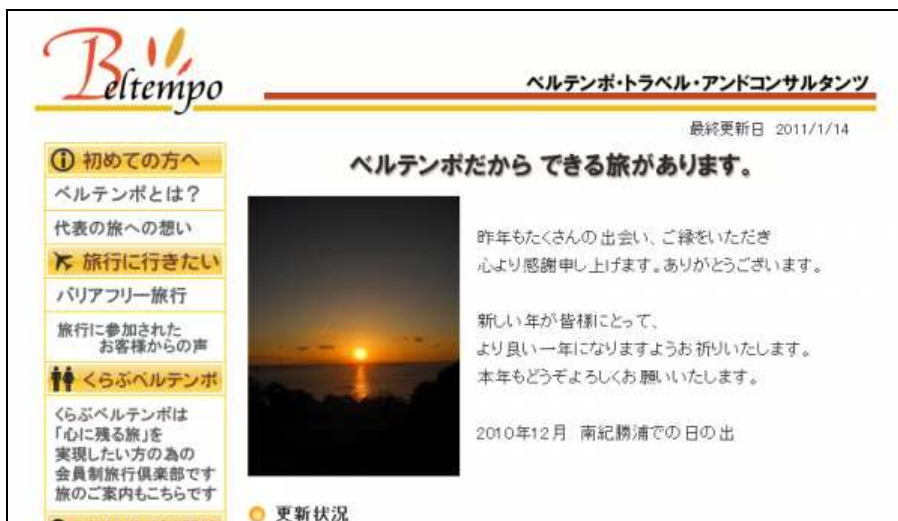 Beltempo
ベルテンポ・トラベル・アンドコンサルタンツ
最終更新日 2011/1/14
初めての方へ
ベルテンポとは？
代表の旅への想い
旅行に行きたい
バリアフリー旅行
旅行に参加された
お客様からの声
くらぶベルテンポ
くらぶベルテンポは
「心に残る旅」を
実現したい方の為の
会員制旅行倶楽部です
旅のご案内もこちらです
ベルテンポだから できる旅があります。
昨年もたくさんの出会い、ご縁をいただき
心より感謝申し上げます。ありがとうございます。
新しい年が皆様にとって、
より良い一年になりますようお祈りいたします。
本年もどうぞよろしくお願いいたします。
2010年12月 南紀勝浦での日の出
更新状況